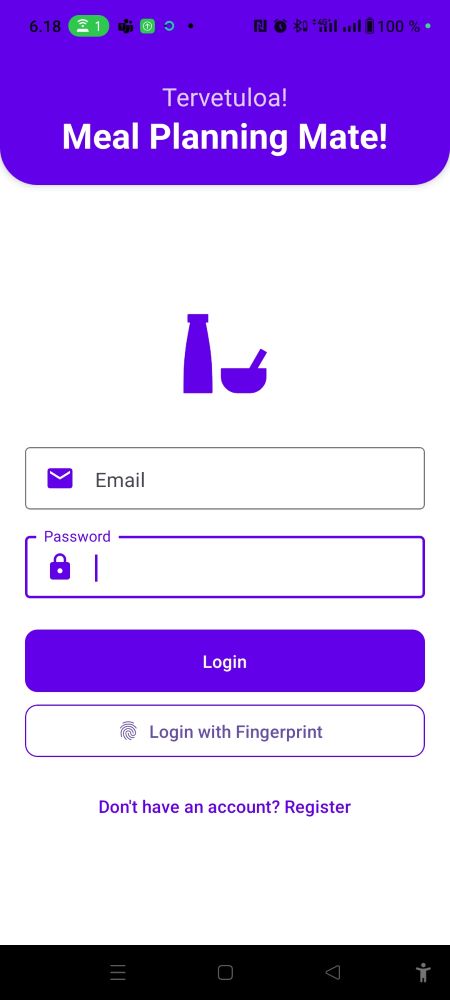 6.18 1 100 %
Tervetuloa!
Meal Planning Mate!
Email
Password
Login
Login with Fingerprint
Don't have an account? Register